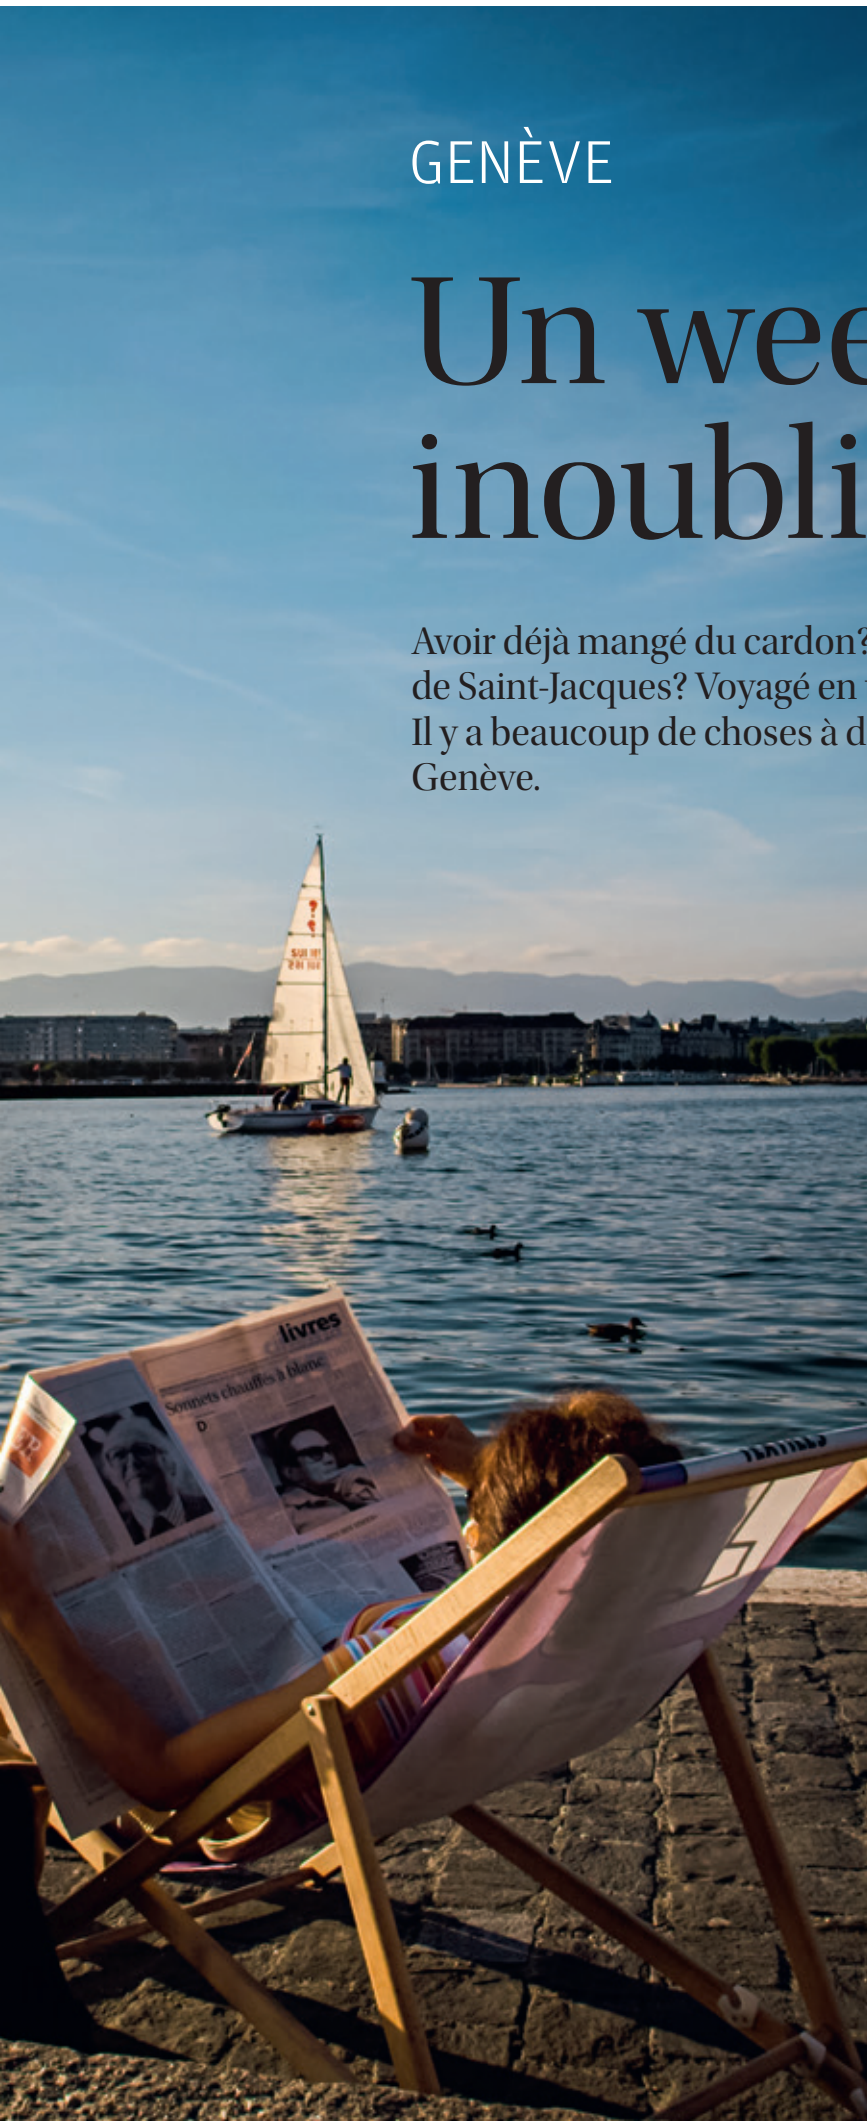 GENÈVE
Un wee
inoubli
Avoir déjà mangé du cardon?
de Saint-Jacques? Voyagé en
Il y a beaucoup de choses à d
Genève.
livres
Sonnets chauffés à blanc
D
TEXTILES